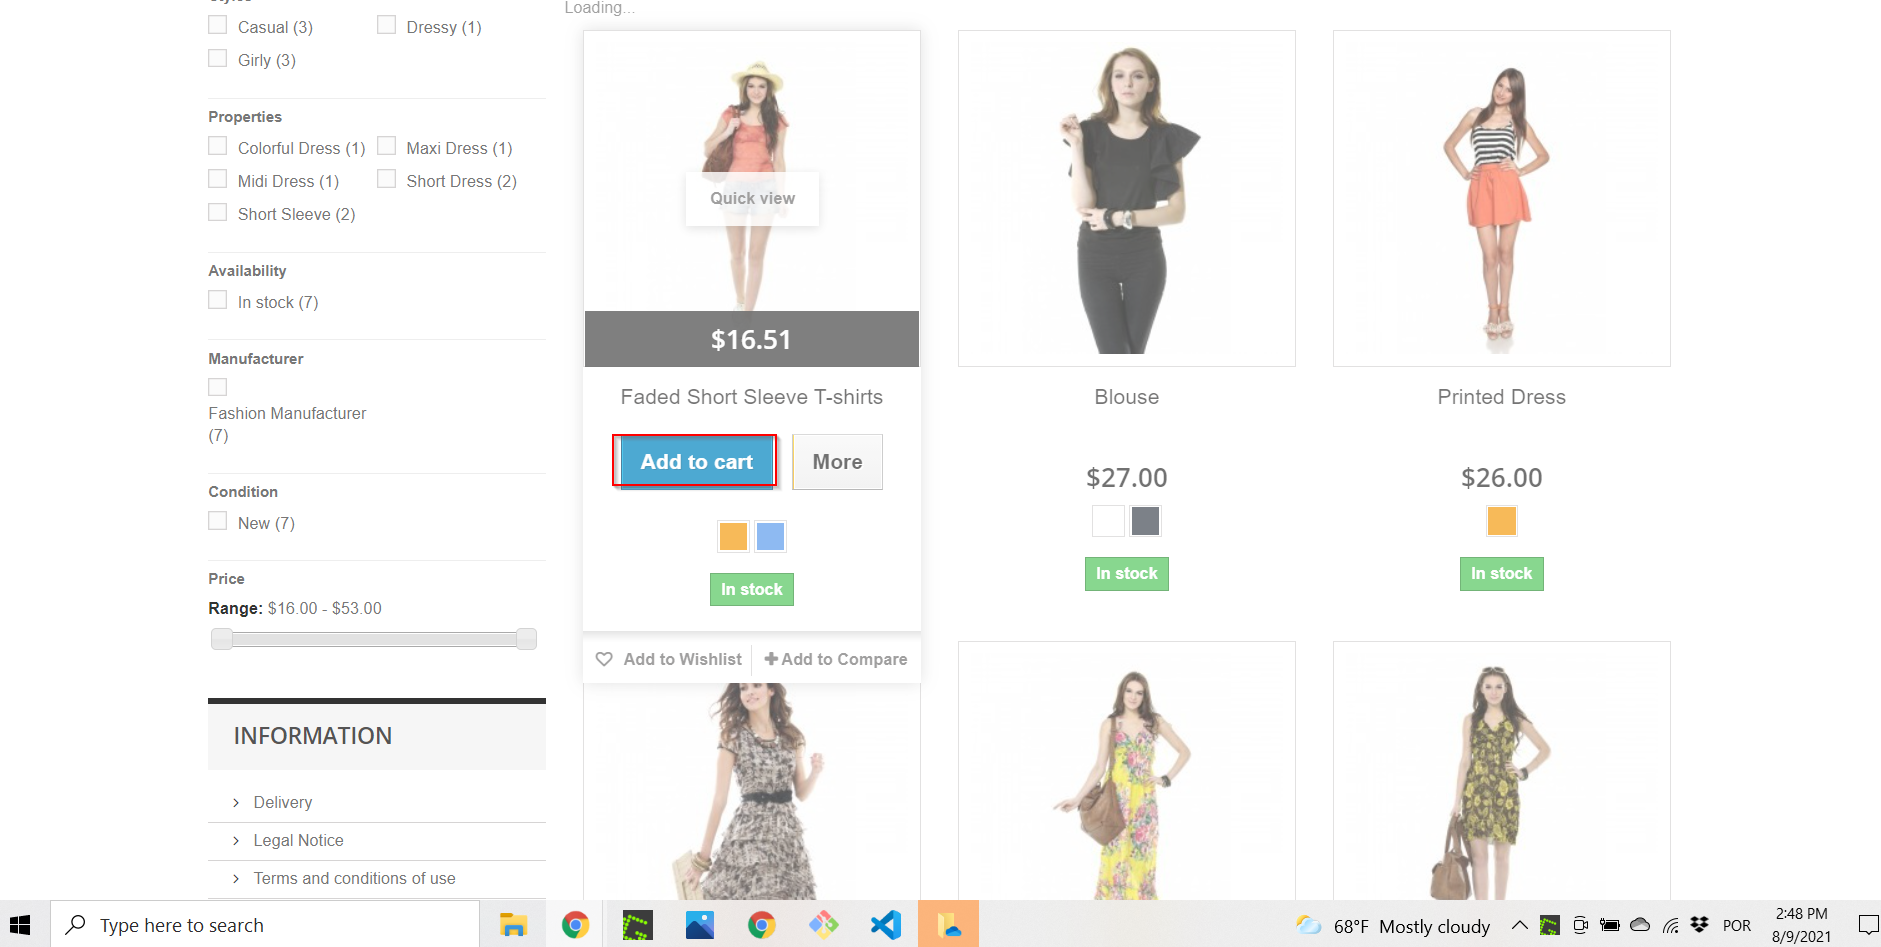 Casual (3)
Dressy (1)
Girly (3)
Properties
Colorful Dress (1)
Maxi Dress (1)
Midi Dress (1)
Short Dress (2)
Short Sleeve (2)
Availability
In stock (7)
Manufacturer
Fashion Manufacturer
(7)
Condition
New (7)
Price
Range: $16.00 - $53.00
INFORMATION
Delivery
Legal Notice
Terms and conditions of use
Loading...
Quick view
$16.51
Faded Short Sleeve T-shirts
Add to cart
More
In stock
Add to Wishlist
Add to Compare
Blouse
$27.00
In stock
Printed Dress
$26.00
In stock
Type here to search
68°F Mostly cloudy
POR
2:48 PM
8/9/2021